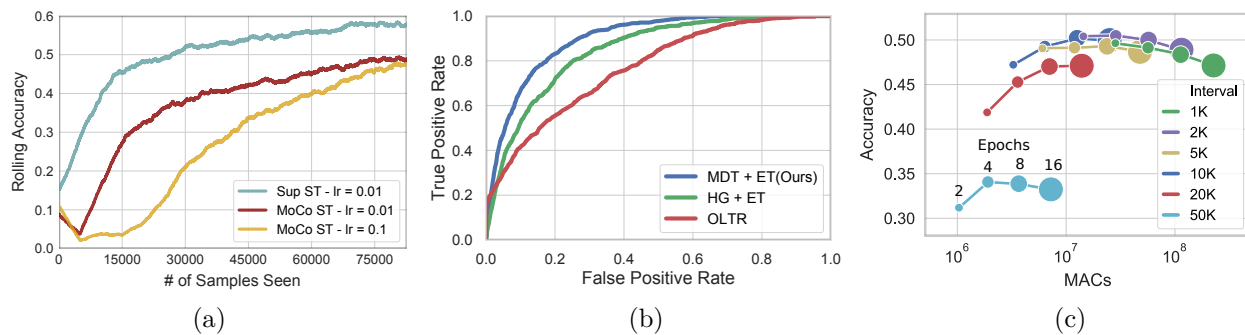 0.6
0.5
0.4
0.3
0.2
0.1
0.0
Rolling Accuracy
Sup ST - lr = 0.01
MoCo ST - lr = 0.01
MoCo ST - lr = 0.1
0 15000 30000 45000 60000 75000
# of Samples Seen
(a)
1.0
0.8
0.6
0.4
0.2
0.0
True Positive Rate
MDT + ET(Ours)
HG + ET
OLTR
0.0 0.2 0.4 0.6 0.8 1.0
False Positive Rate
(b)
0.50
0.45
0.40
0.35
0.30
Accuracy
Epochs
2 4 8 16
Interval
1K
2K
5K
10K
20K
50K
10^6 10^7 10^8
MACs
(c)